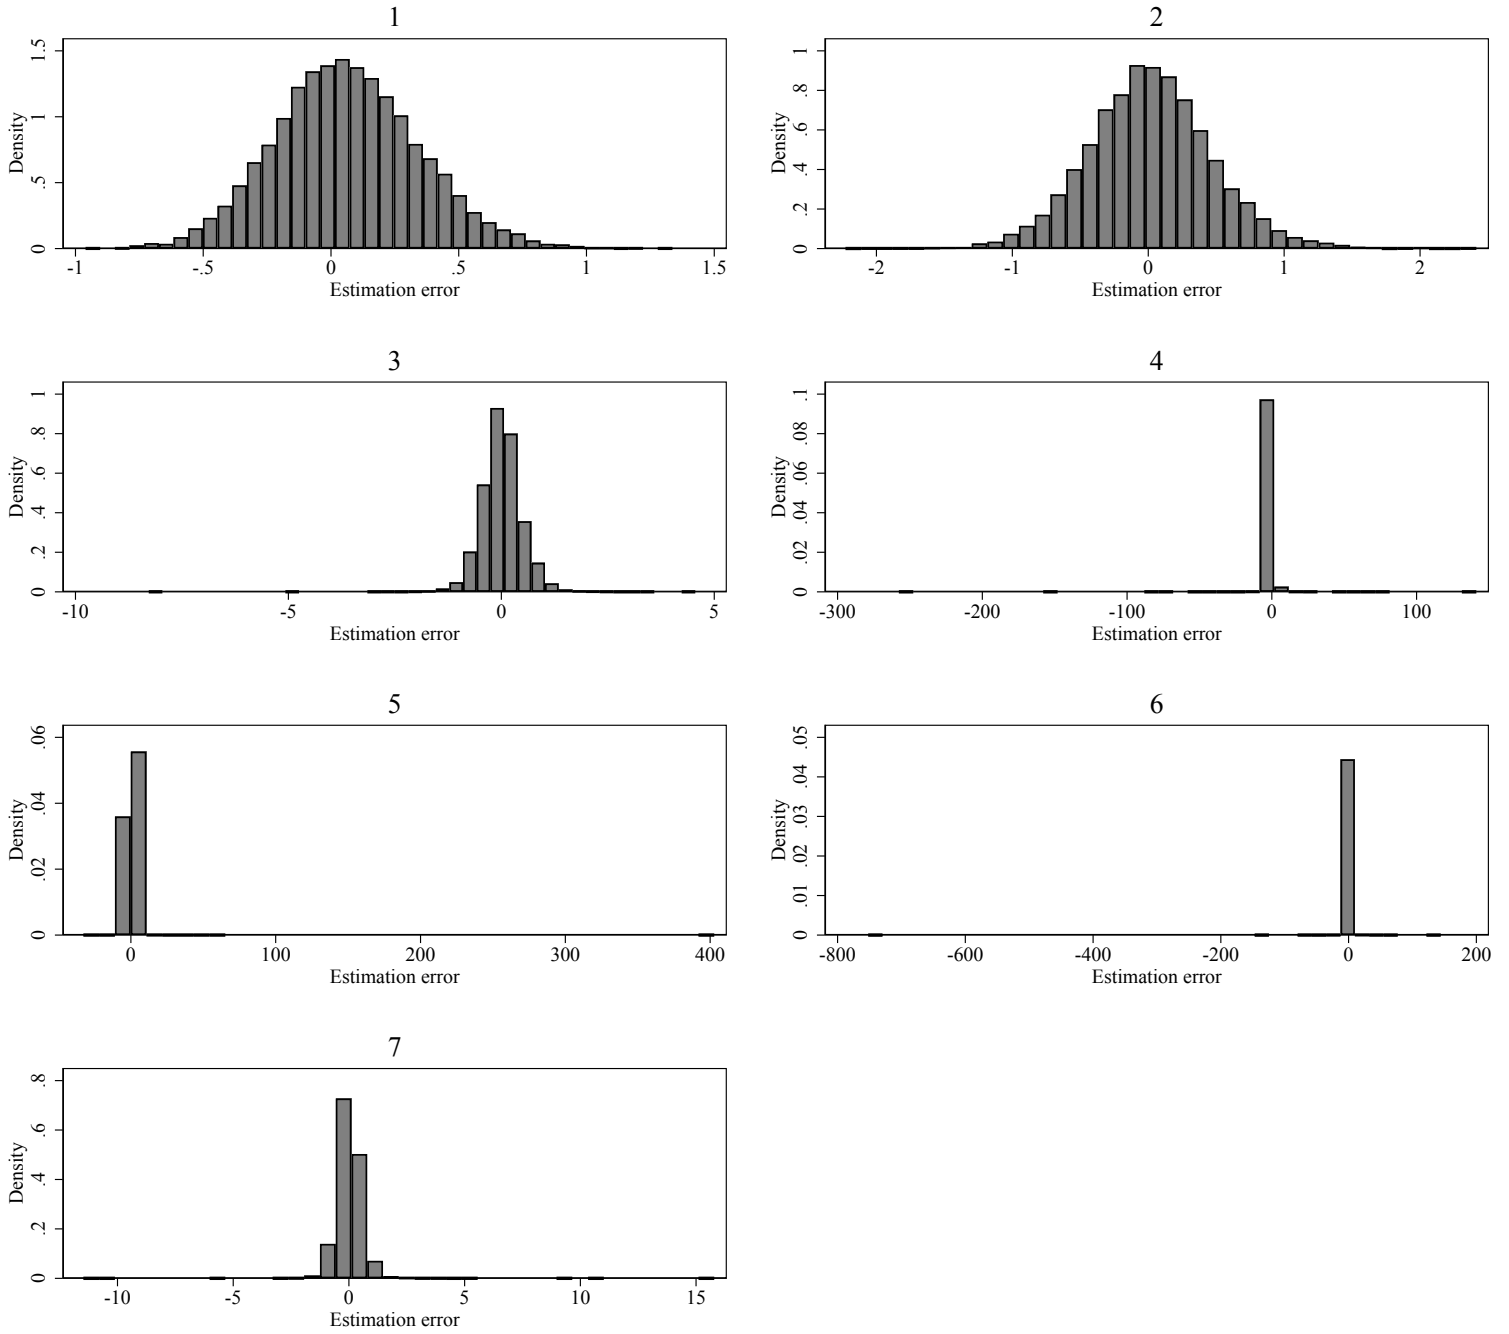 1
Density
1.5
1
.5
0
-1 -.5 0 .5 1 1.5
Estimation error
2
Density
1
.8
.6
.4
.2
0
-2 -1 0 1 2
Estimation error
3
Density
1
.8
.6
.4
.2
0
-10 -5 0 5
Estimation error
4
Density
.1
.08
.06
.04
.02
0
-300 -200 -100 0 100
Estimation error
5
Density
.06
.04
.02
0
0 100 200 300 400
Estimation error
6
Density
.05
.04
.03
.02
.01
0
-800 -600 -400 -200 0 200
Estimation error
7
Density
.8
.6
.4
.2
0
-10 -5 0 5 10 15
Estimation error